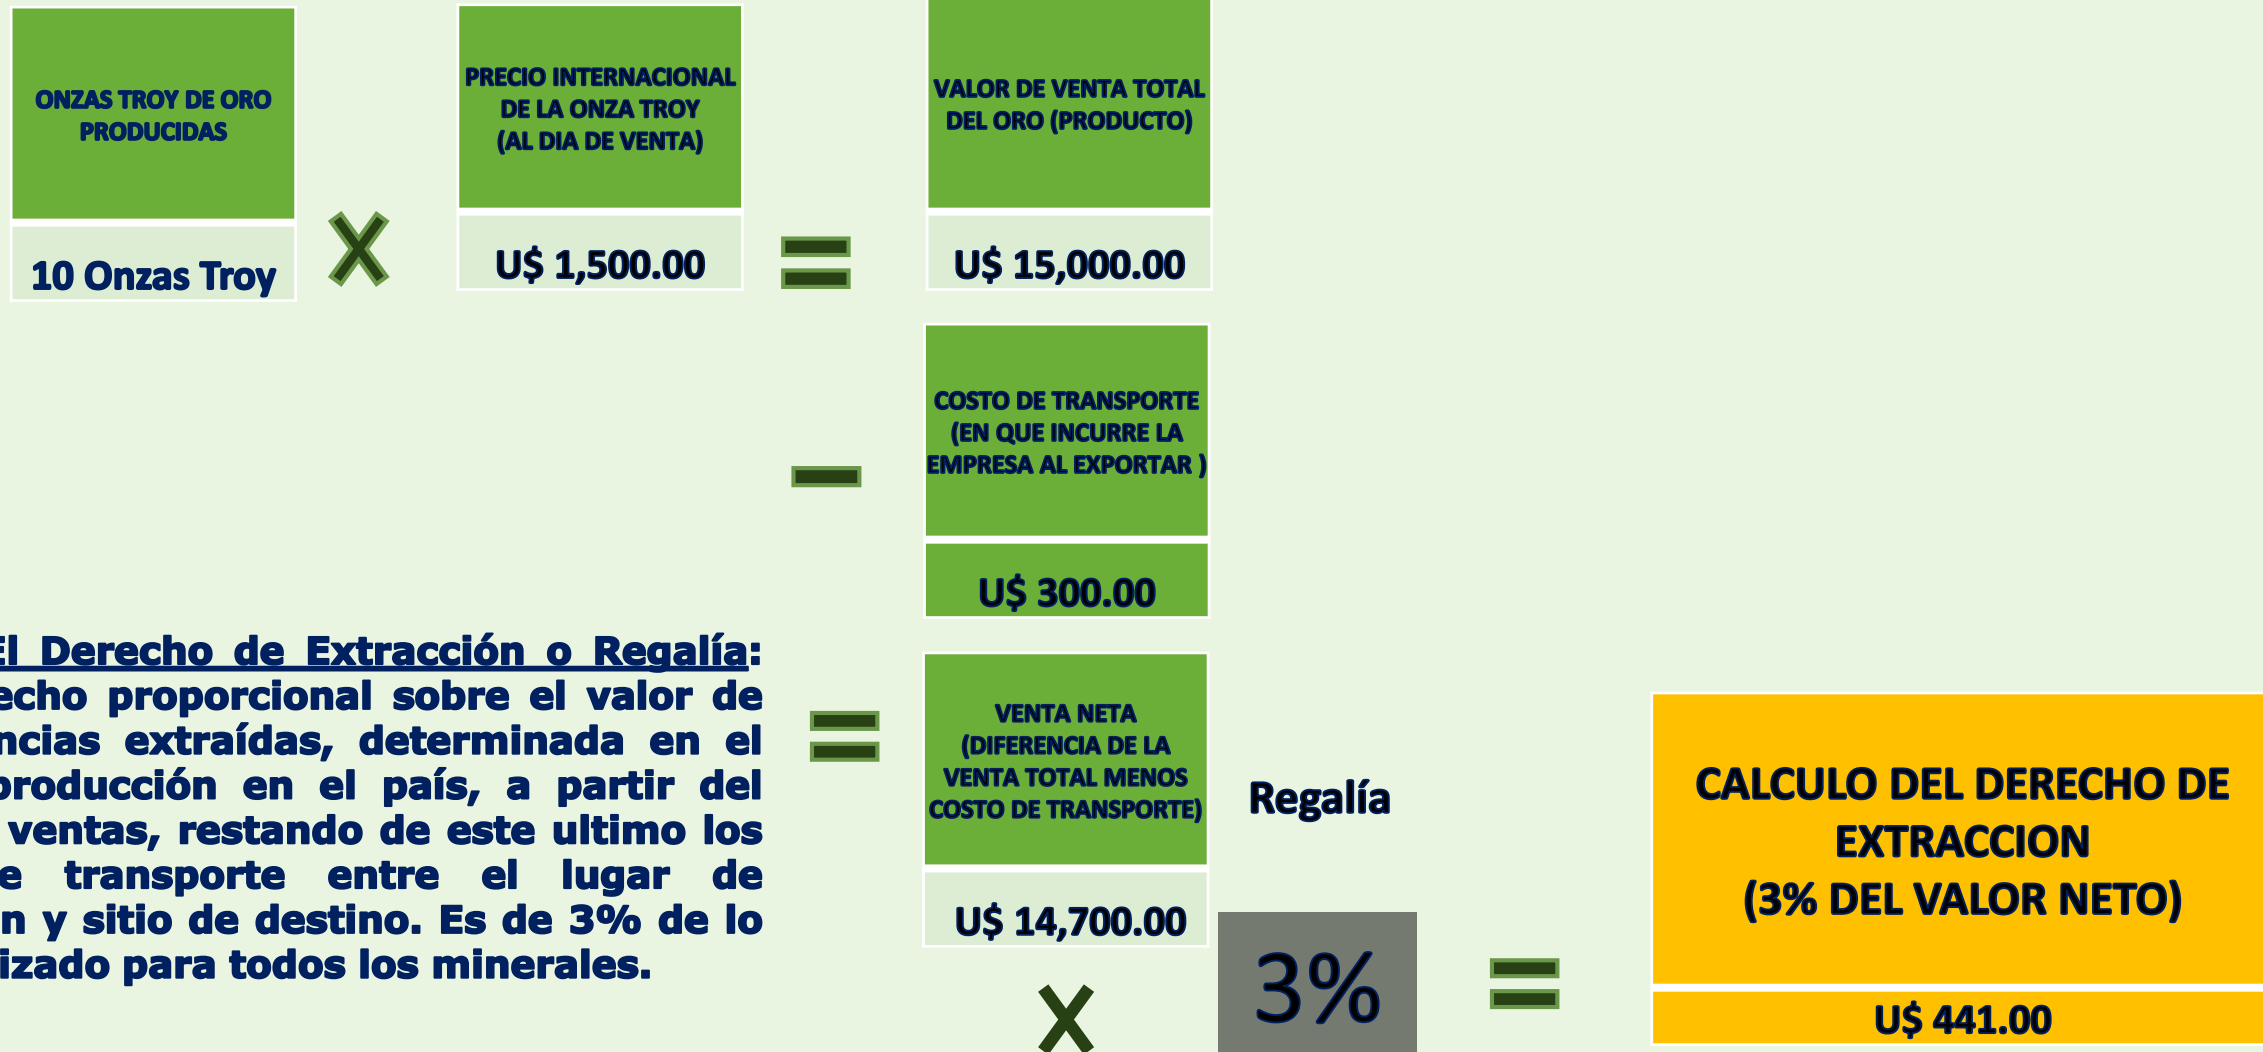 ONZAS TROY DE ORO
PRODUCIDAS
10 Onzas Troy
X
PRECIO INTERNACIONAL
DE LA ONZA TROY
(AL DIA DE VENTA)
U$ 1,500.00
=
VALOR DE VENTA TOTAL
DEL ORO (PRODUCTO)
U$ 15,000.00
−
COSTO DE TRANSPORTE
(EN QUE INCURRE LA
EMPRESA AL EXPORTAR )
U$ 300.00
El Derecho de Extracción o Regalía:
proporcional sobre el valor de
extraídas, determinada en el
producción en el país, a partir del
ventas, restando de este ultimo los
transporte entre el lugar de
y sitio de destino. Es de 3% de lo
para todos los minerales.
=
VENTA NETA
(DIFERENCIA DE LA
VENTA TOTAL MENOS
COSTO DE TRANSPORTE)
U$ 14,700.00
X
Regalía
3%
=
CALCULO DEL DERECHO DE
EXTRACCION
(3% DEL VALOR NETO)
U$ 441.00